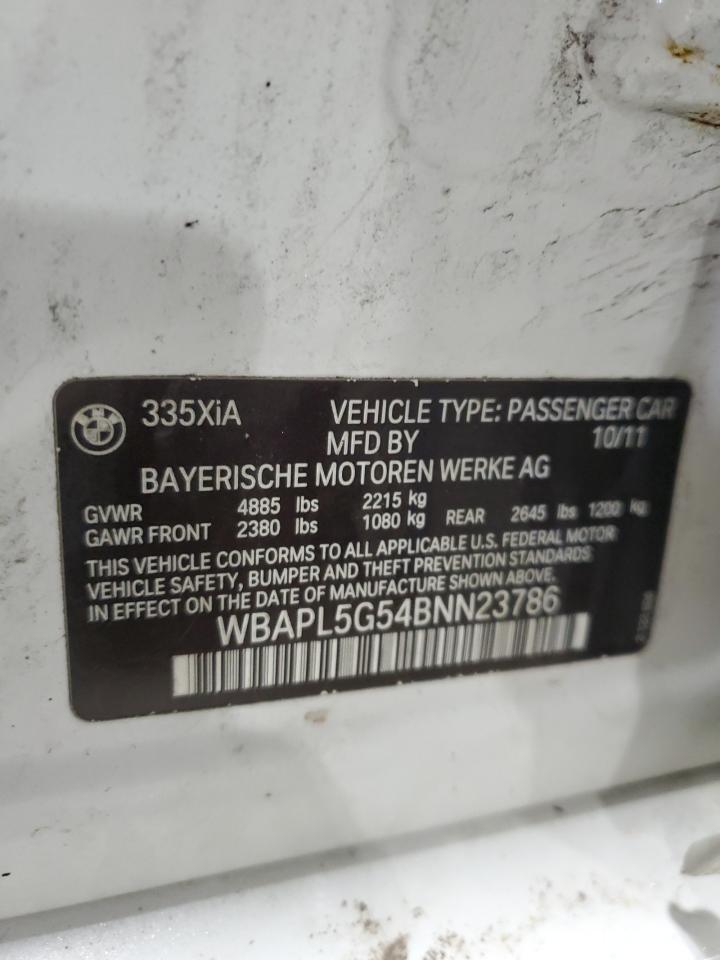 335XiA VEHICLE TYPE: PASSENGER CAR
MFD BY 10/11
BAYERISCHE MOTOREN WERKE AG
GVWR 4885 lbs 2215 kg
GAWR FRONT 2380 lbs 1080 kg REAR 2645 lbs 1200 kg
THIS VEHICLE CONFORMS TO ALL APPLICABLE U.S. FEDERAL MOTOR
VEHICLE SAFETY, BUMPER AND THEFT PREVENTION STANDARDS
IN EFFECT ON THE DATE OF MANUFACTURE SHOWN ABOVE.
WBAPL5G54BNN23786